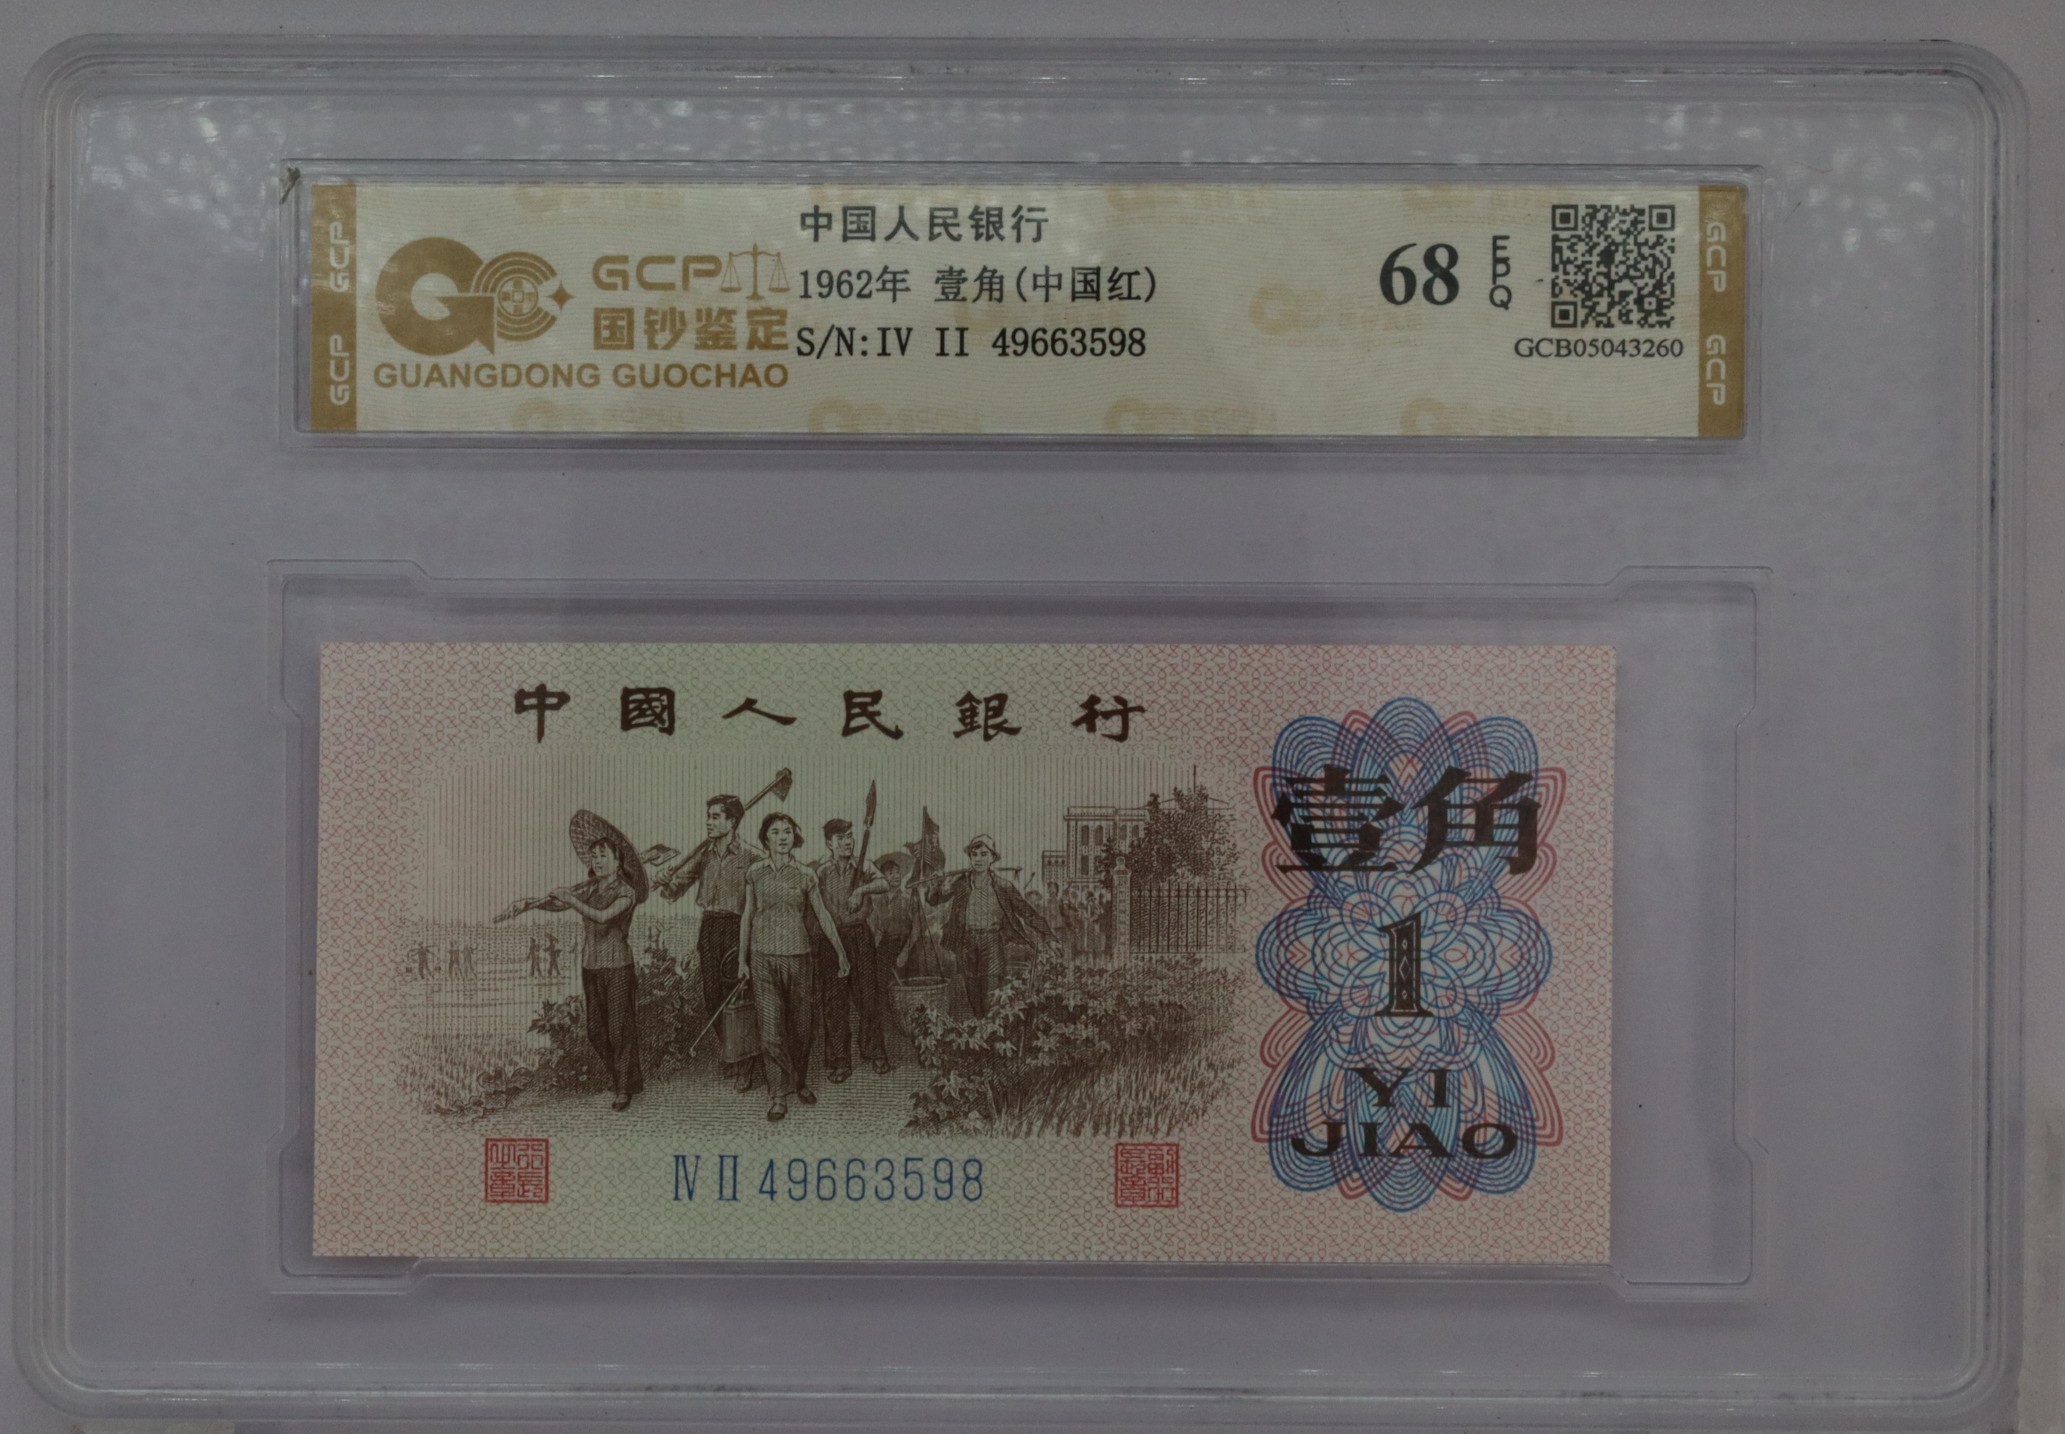 中国人民银行
GCP
1962年 壹角(中国红)
68 EPQ
国钞鉴定
S/N:IV II 49663598
GCB05043260
GUANGDONG GUOCHAO
GCP
GCP
GCP
GCP
中國人民銀行
壹角
1
YI
JIAO
Ⅳ Ⅱ 49663598